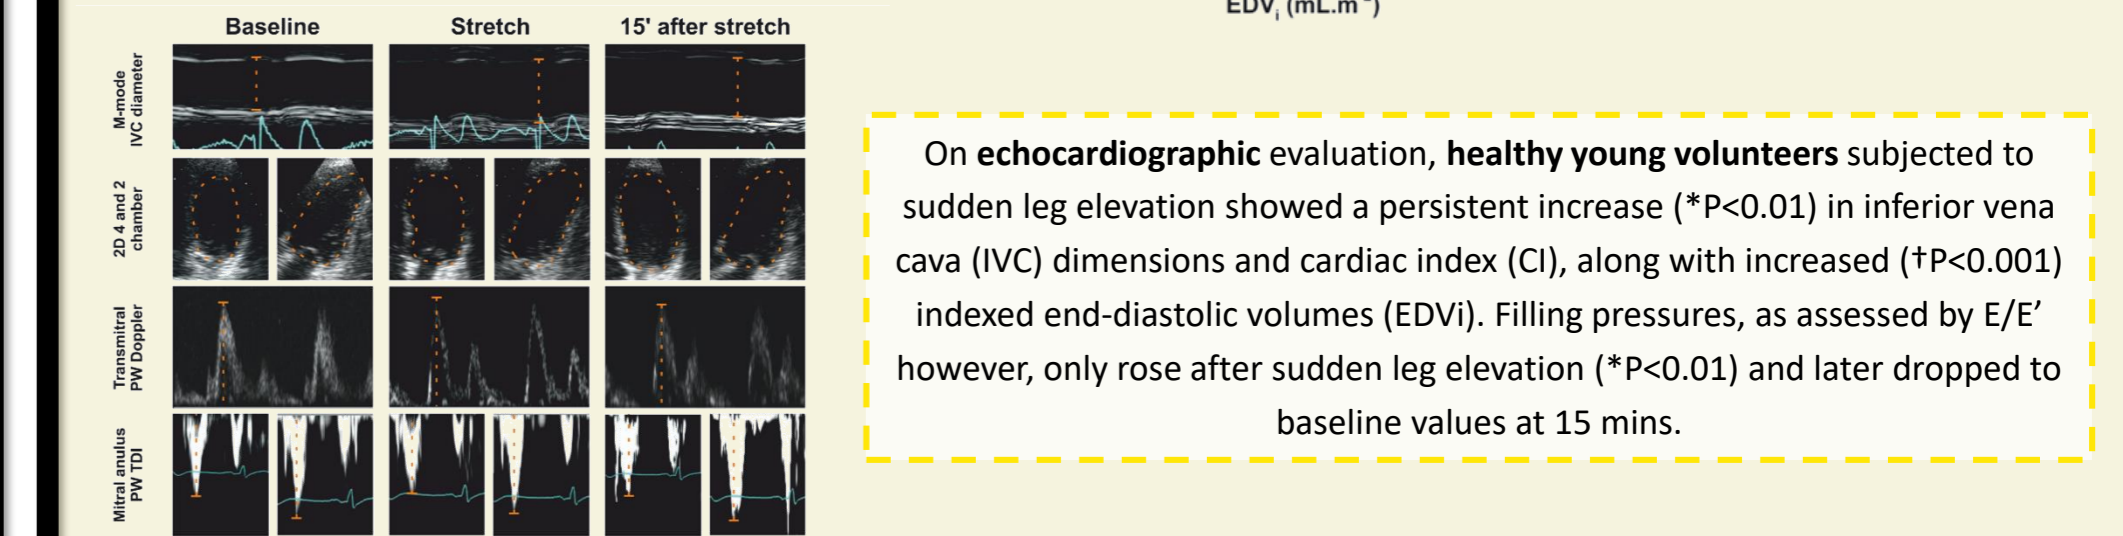 EDVi (mL.m-2)
Baseline
Stretch
15' after stretch
M-mode
IVC diameter
2D 4 and 2
chamber
Transmitral
PW Doppler
Mitral anulus
PW TDI
On echocardiographic evaluation, healthy young volunteers subjected to
sudden leg elevation showed a persistent increase (*P<0.01) in inferior vena
cava (IVC) dimensions and cardiac index (CI), along with increased (†P<0.001)
indexed end-diastolic volumes (EDVi). Filling pressures, as assessed by E/E’
however, only rose after sudden leg elevation (*P<0.01) and later dropped to
baseline values at 15 mins.